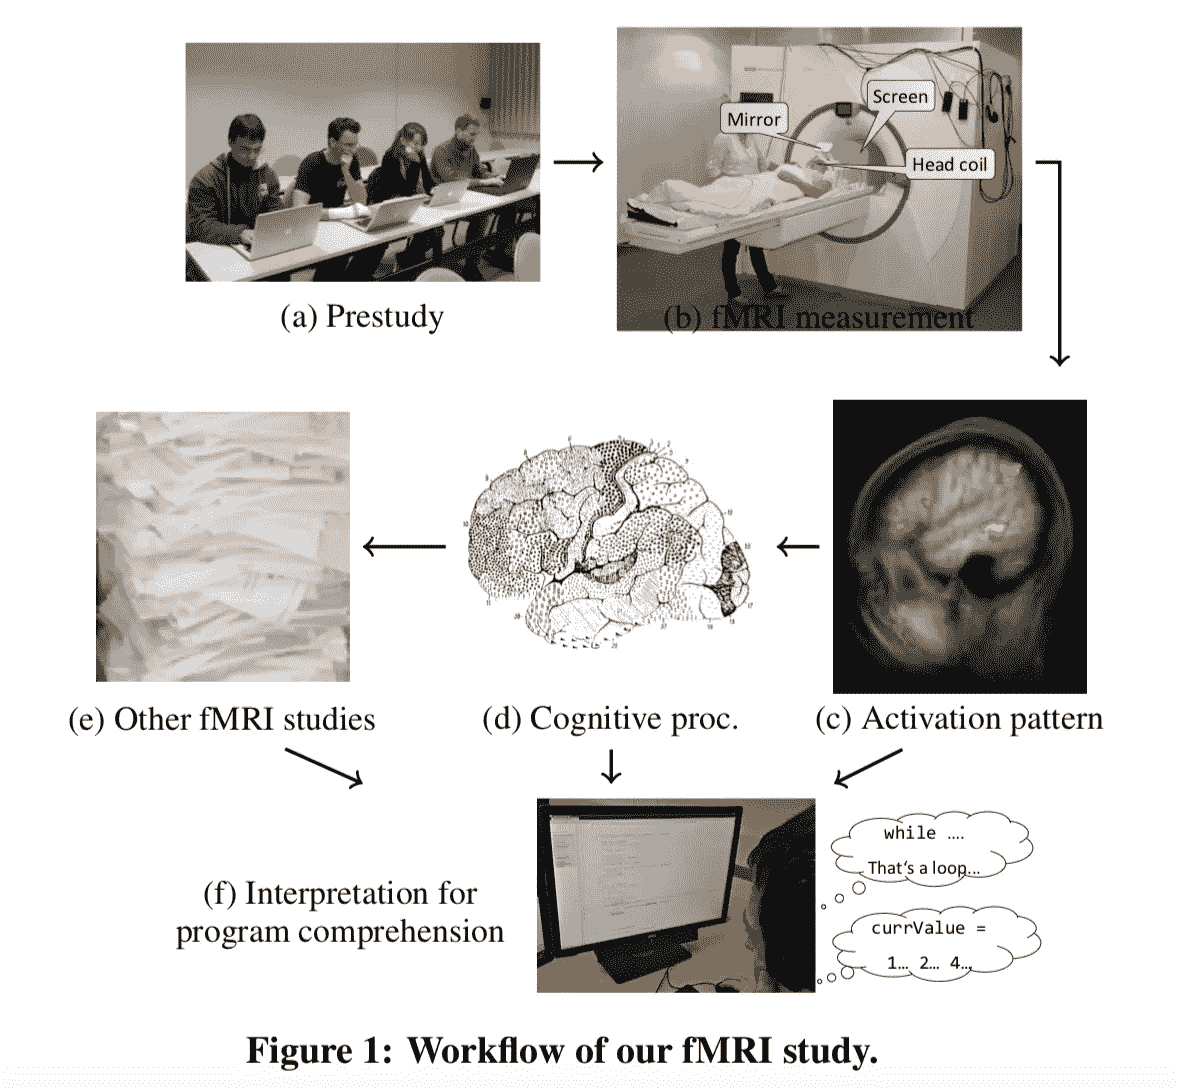 Mirror
Screen
Head coil
(a) Prestudy
(b) fMRI measurement
(e) Other fMRI studies
(d) Cognitive proc.
(c) Activation pattern
(f) Interpretation for
program comprehension
while ....
That's a loop...
currValue =
1... 2... 4...
Figure 1: Workflow of our fMRI study.